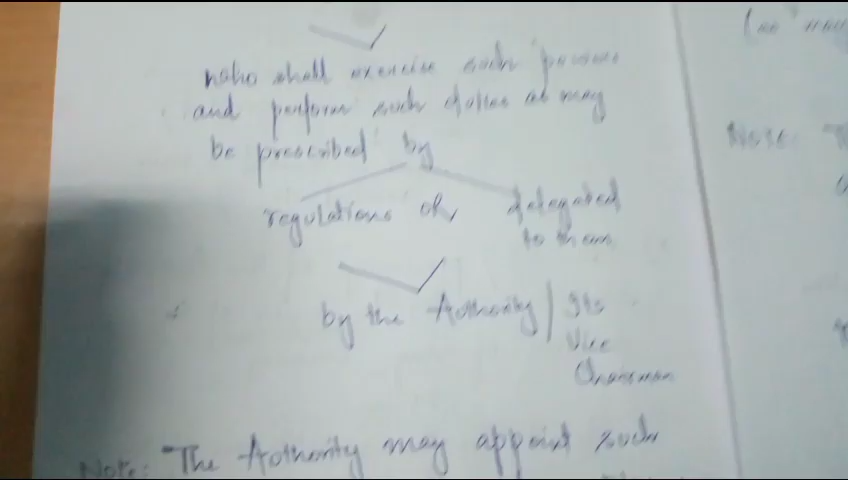 who shall exercise such powers
and perform such duties as may
be prescribed by
regulations or delegated
to them
by the Authority | Its
Vice
Chairman
Note: The Authority may appoint such
Note: